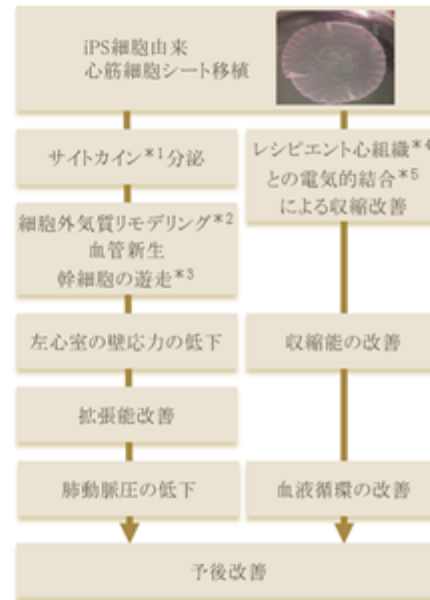 iPS細胞由来
心筋細胞シート移植
サイトカイン*1分泌
細胞外気質リモデリング*2
血管新生
幹細胞の遊走*3
左心室の壁応力の低下
拡張能改善
肺動脈圧の低下
レシピエント心組織*4
との電気的結合*5
による収縮改善
収縮能の改善
血液循環の改善
予後改善